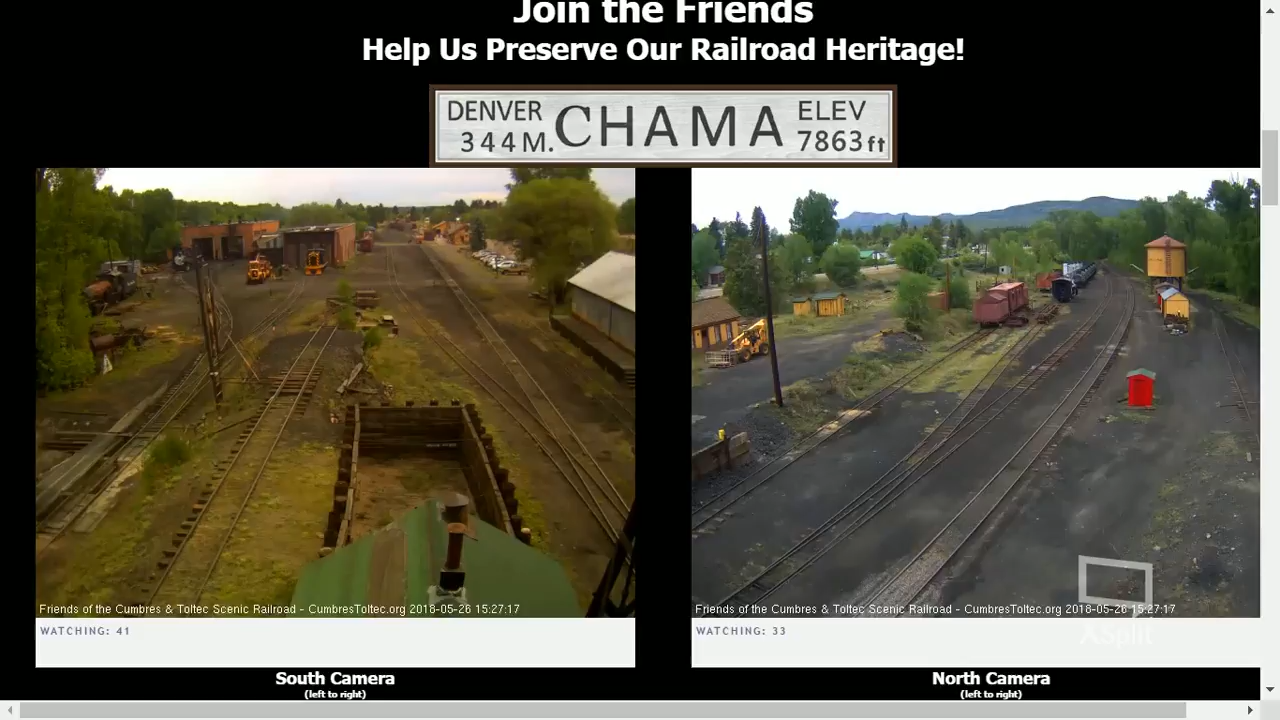 Join the Friends
Help Us Preserve Our Railroad Heritage!
DENVER 344M. CHAMA ELEV 7863ft
Friends of the Cumbres & Toltec Scenic Railroad - CumbresToltec.org 2018-05-26 15:27:17
WATCHING: 41
South Camera
(left to right)
Friends of the Cumbres & Toltec Scenic Railroad - CumbresToltec.org 2018-05-26 15:27:17
WATCHING: 33
XSplit
North Camera
(left to right)